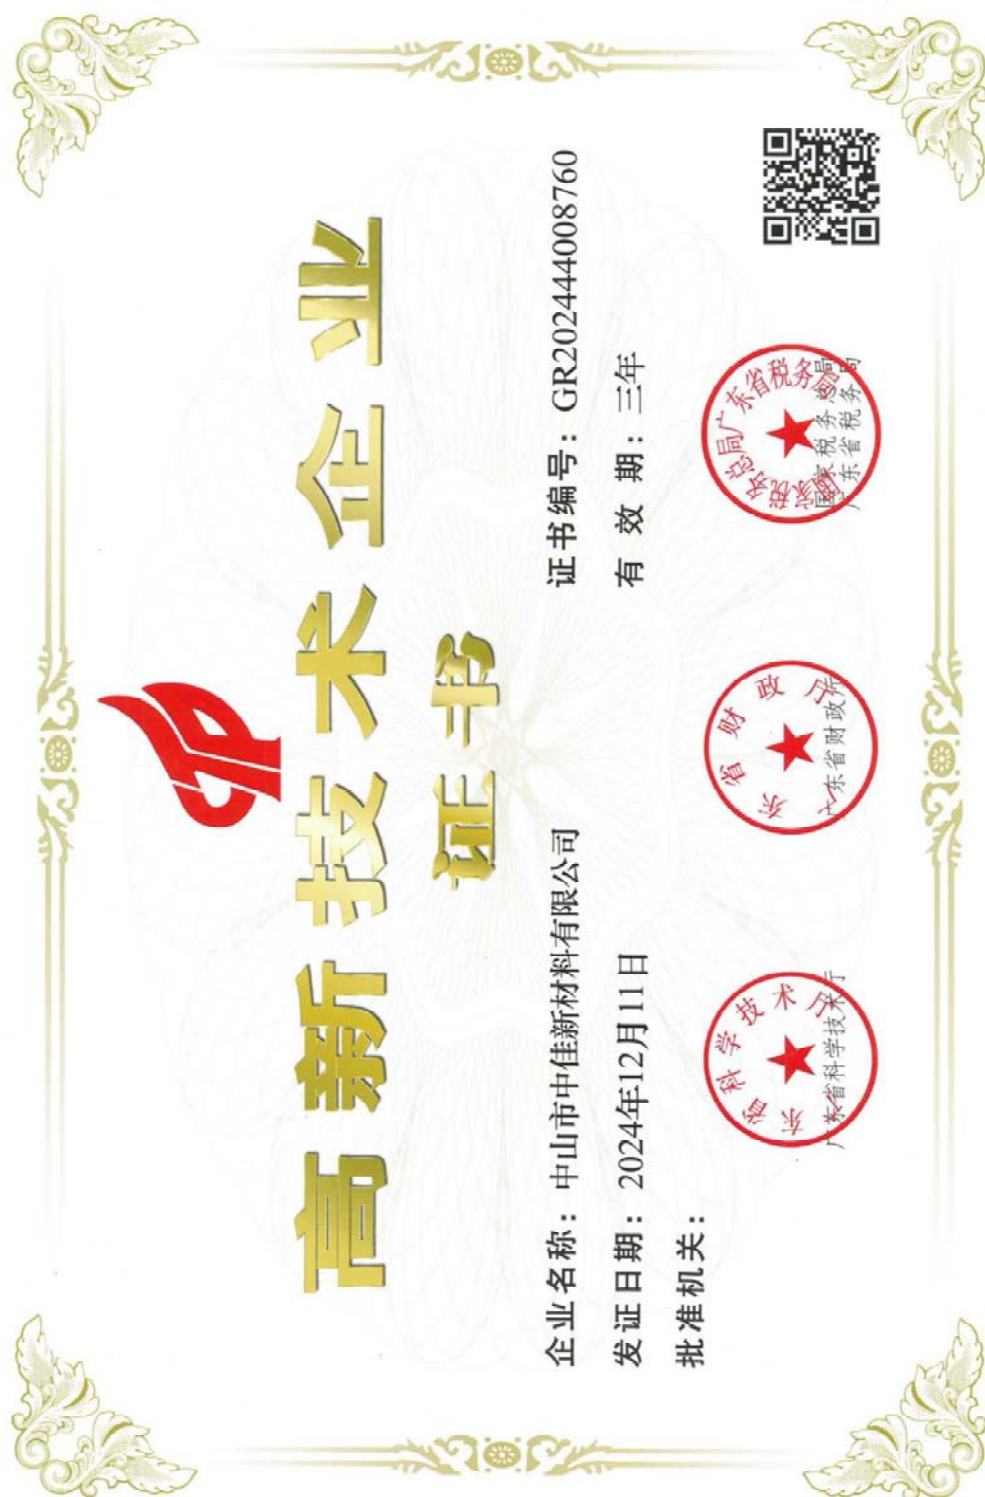 高新技术企业
证书
企业名称：中山市中佳新材料有限公司
证书编号：GR202444008760
发证日期：2024年12月11日
有效期：三年
批准机关：
广东省科学技术厅
广东省科学技术厅
广东省财政厅
广东省财政厅
国家税务总局广东省税务局
国家税务总局
广东省税务局